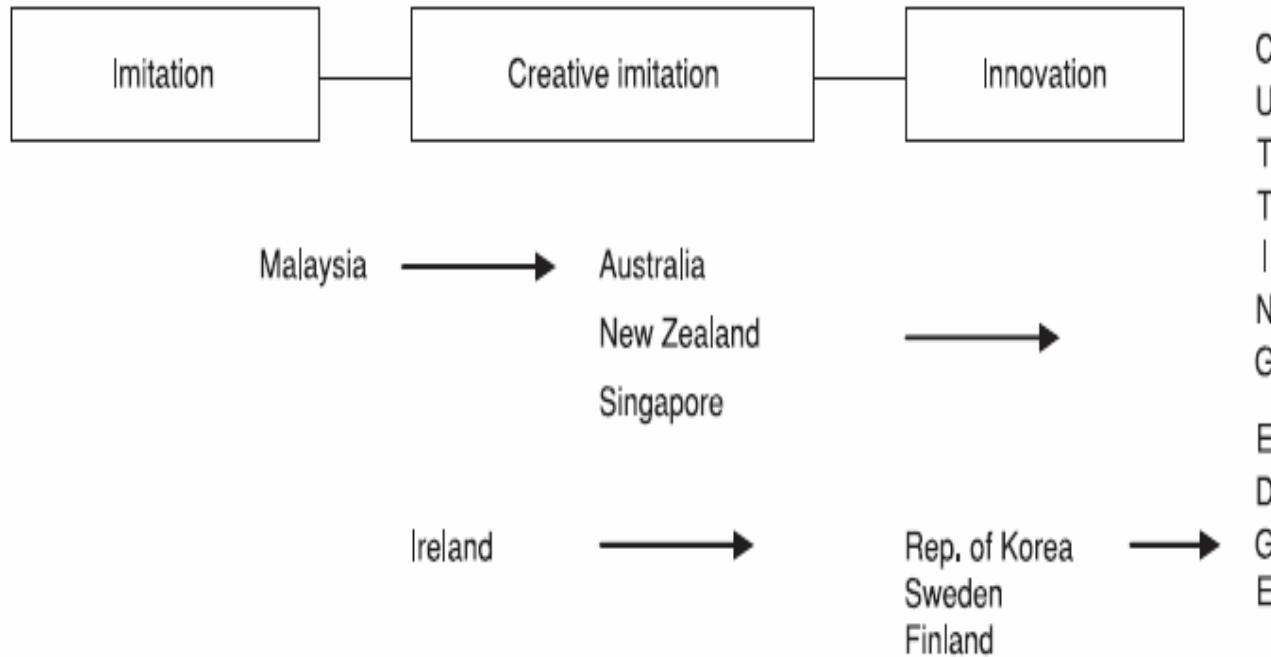 Imitation
Creative imitation
Innovation
Malaysia
Australia
New Zealand
Singapore
Ireland
Rep. of Korea
Sweden
Finland
C
U
T
T
I
N
G
E
D
G
E